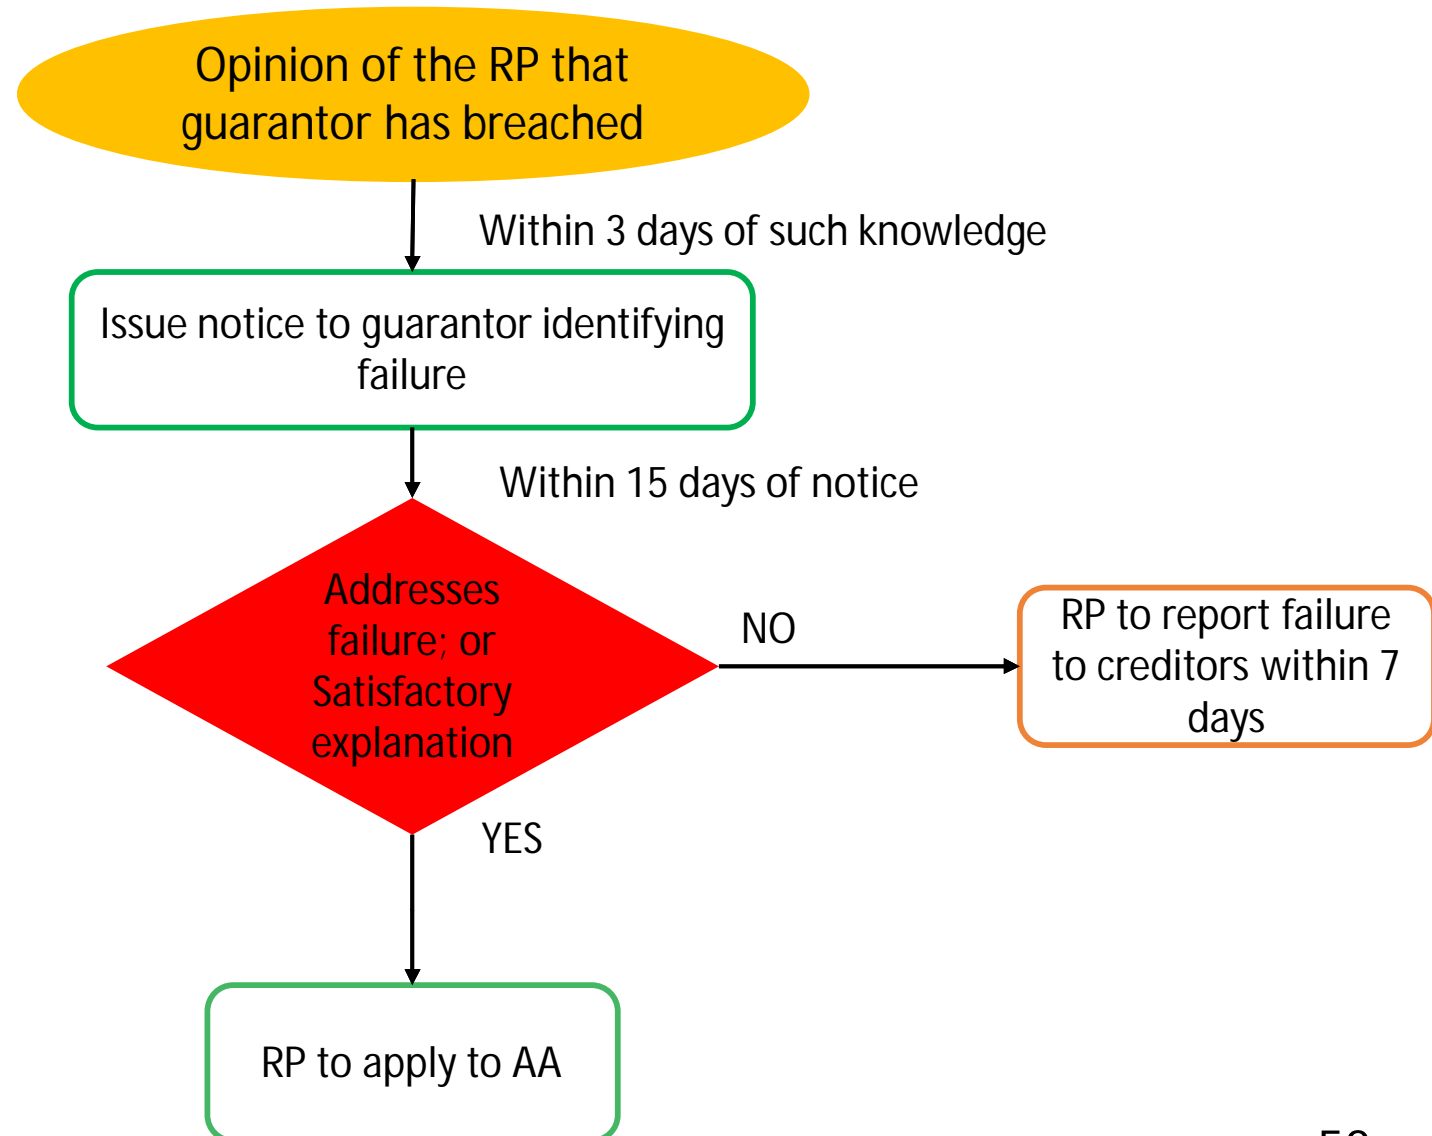 Opinion of the RP that
guarantor has breached
Within 3 days of such knowledge
Issue notice to guarantor identifying
failure
Within 15 days of notice
Addresses
failure; or
Satisfactory
explanation
NO
RP to report failure
to creditors within 7
days
YES
RP to apply to AA